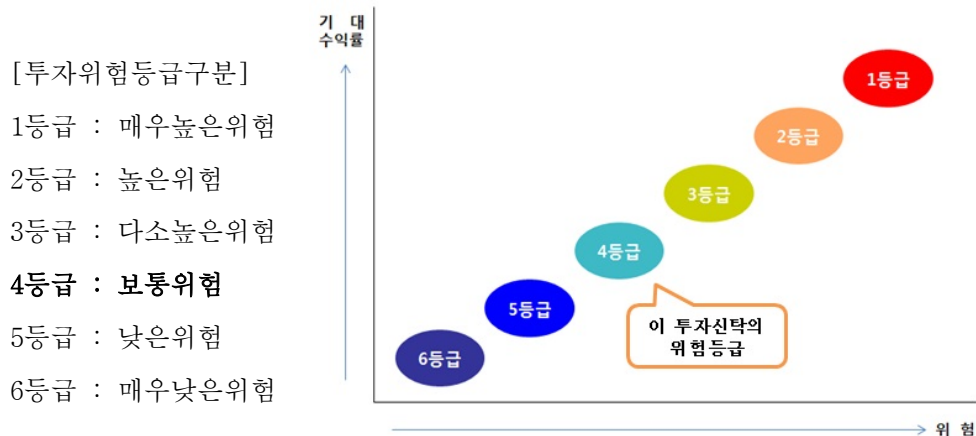 [투자위험등급구분]
1등급 : 매우높은위험
2등급 : 높은위험
3등급 : 다소높은위험
4등급 : 보통위험
5등급 : 낮은위험
6등급 : 매우낮은위험
기 대
수익률
1등급
2등급
3등급
4등급
5등급
6등급
이 투자신탁의
위험등급
위 험